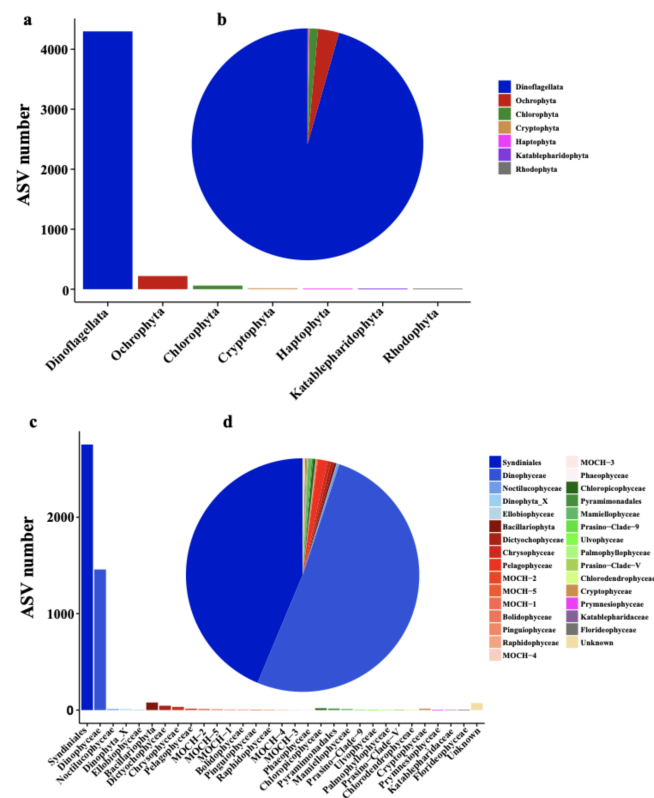 a
b
ASV number
4000
3000
2000
1000
0
Dinoflagellata
Ochrophyta
Chlorophyta
Cryptophyta
Haptophyta
Katablepharidophyta
Rhodophyta
Dinoflagellata
Ochrophyta
Chlorophyta
Cryptophyta
Haptophyta
Katablepharidophyta
Rhodophyta
c
d
ASV number
2000
1000
0
Syndiniales
Dinophyceae
Noctilucophyceae
Dinophyta_X
Ellobiophyceae
Bacillariophyta
Dictyochophyceae
Chrysophyceae
Pelagophyceae
MOCH-2
MOCH-5
MOCH-1
Bolidophyceae
Pinguiophyceae
Raphidophyceae
MOCH-4
MOCH-3
Phaeophyceae
Chloropicophyceae
Pyramimonadales
Mamiellophyceae
Prasino-Clade-9
Ulvophyceae
Palmophyllophyceae
Prasino-Clade-V
Chlorodendrophyceae
Cryptophyceae
Prymnesiophyceae
Katablepharidaceae
Florideophyceae
Unknown
Syndiniales
Dinophyceae
Noctilucophyceae
Dinophyta_X
Ellobiophyceae
Bacillariophyta
Dictyochophyceae
Chrysophyceae
Pelagophyceae
MOCH-2
MOCH-5
MOCH-1
Bolidophyceae
Pinguiophyceae
Raphidophyceae
MOCH-4
MOCH-3
Phaeophyceae
Chloropicophyceae
Pyramimonadales
Mamiellophyceae
Prasino-Clade-9
Ulvophyceae
Palmophyllophyceae
Prasino-Clade-V
Chlorodendrophyceae
Cryptophyceae
Prymnesiophyceae
Katablepharidaceae
Florideophyceae
Unknown